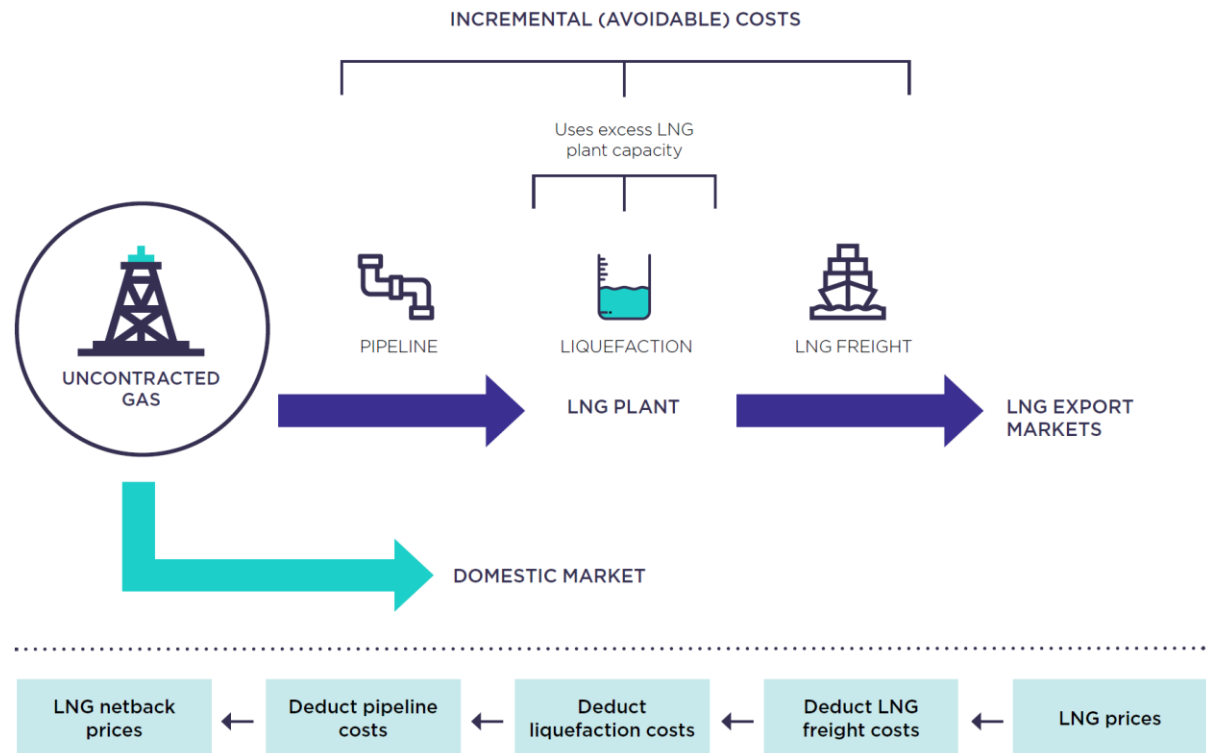 INCREMENTAL (AVOIDABLE) COSTS
Uses excess LNG
plant capacity
PIPELINE
LIQUEFACTION
LNG FREIGHT
UNCONTRACTED
GAS
LNG PLANT
LNG EXPORT
MARKETS
DOMESTIC MARKET
LNG netback
prices
Deduct pipeline
costs
Deduct
liquefaction costs
Deduct LNG
freight costs
LNG prices